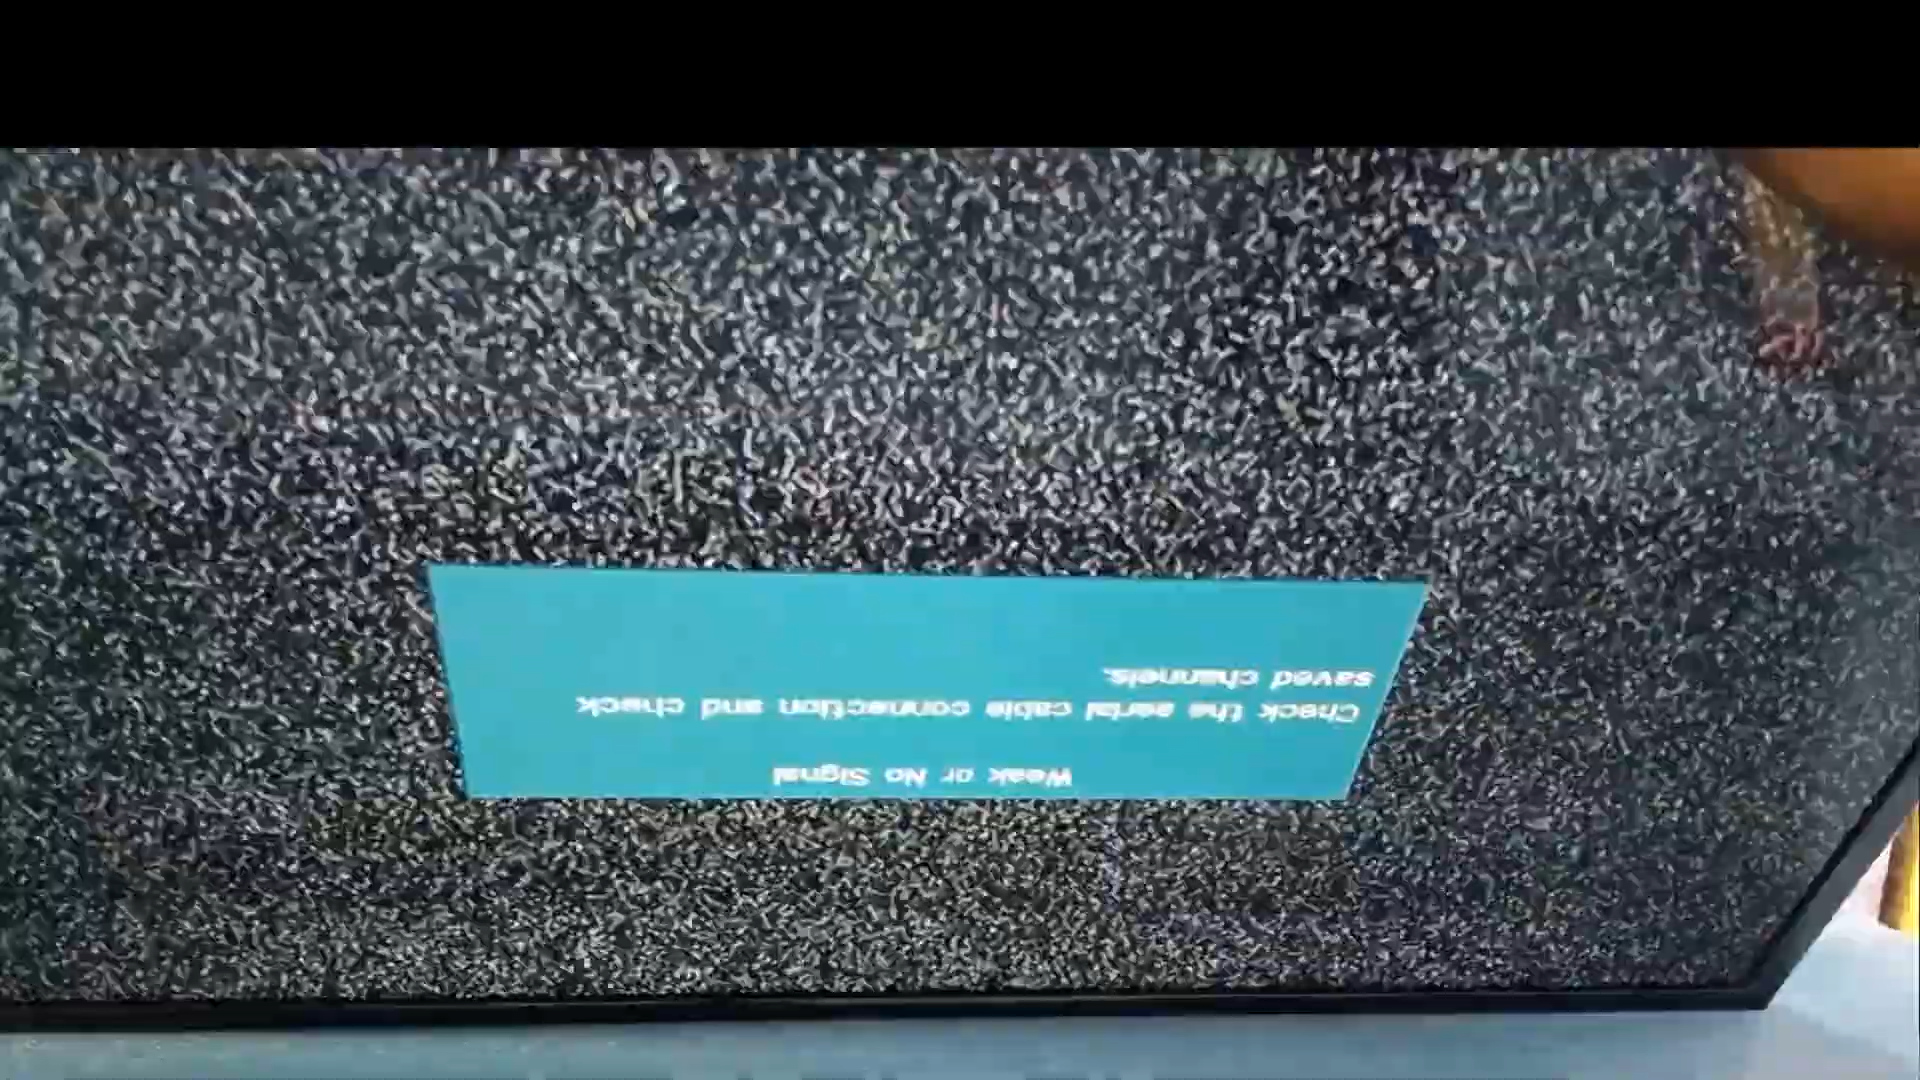 Weak or No Signal
Check the aerial cable connection and check
saved channels.